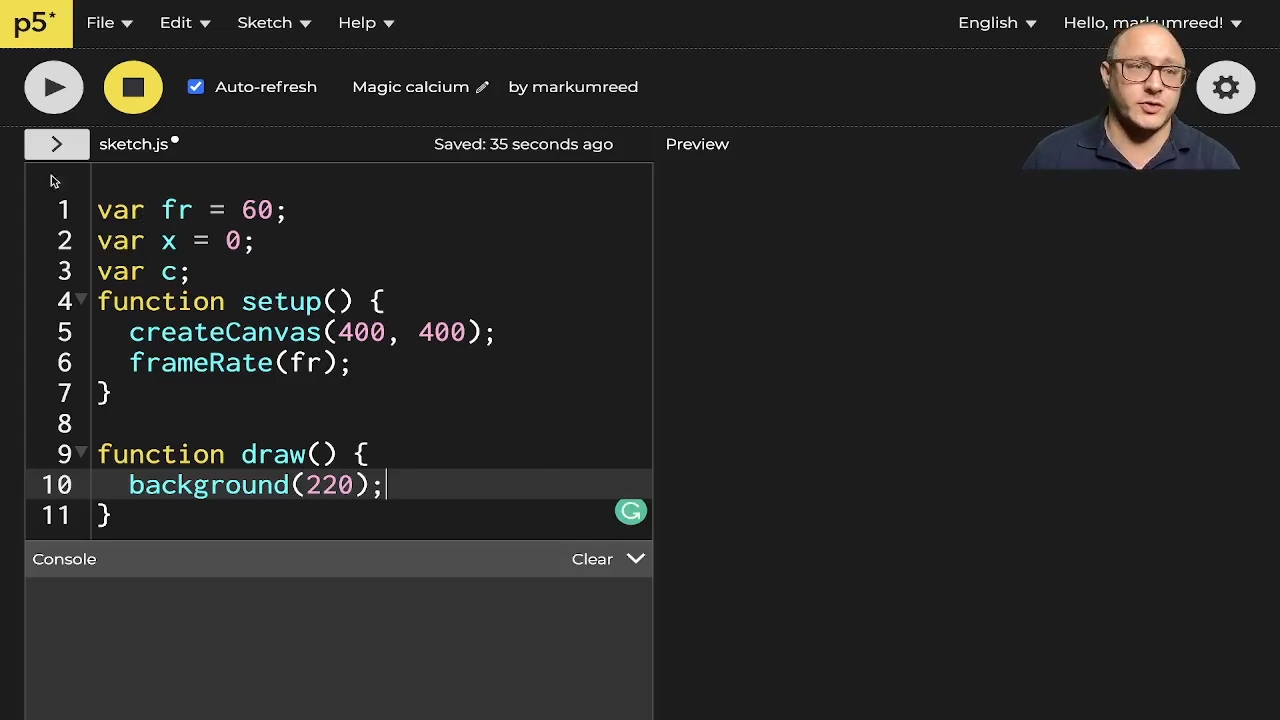 p5* File Edit Sketch Help English Hello, markumreed!
Auto-refresh Magic calcium by markumreed
> sketch.js Saved: 35 seconds ago Preview
1 var fr = 60;
2 var x = 0;
3 var c;
4 function setup() {
5 createCanvas(400, 400);
6 frameRate(fr);
7 }
8
9 function draw() {
10 background(220);
11 }
Console Clear